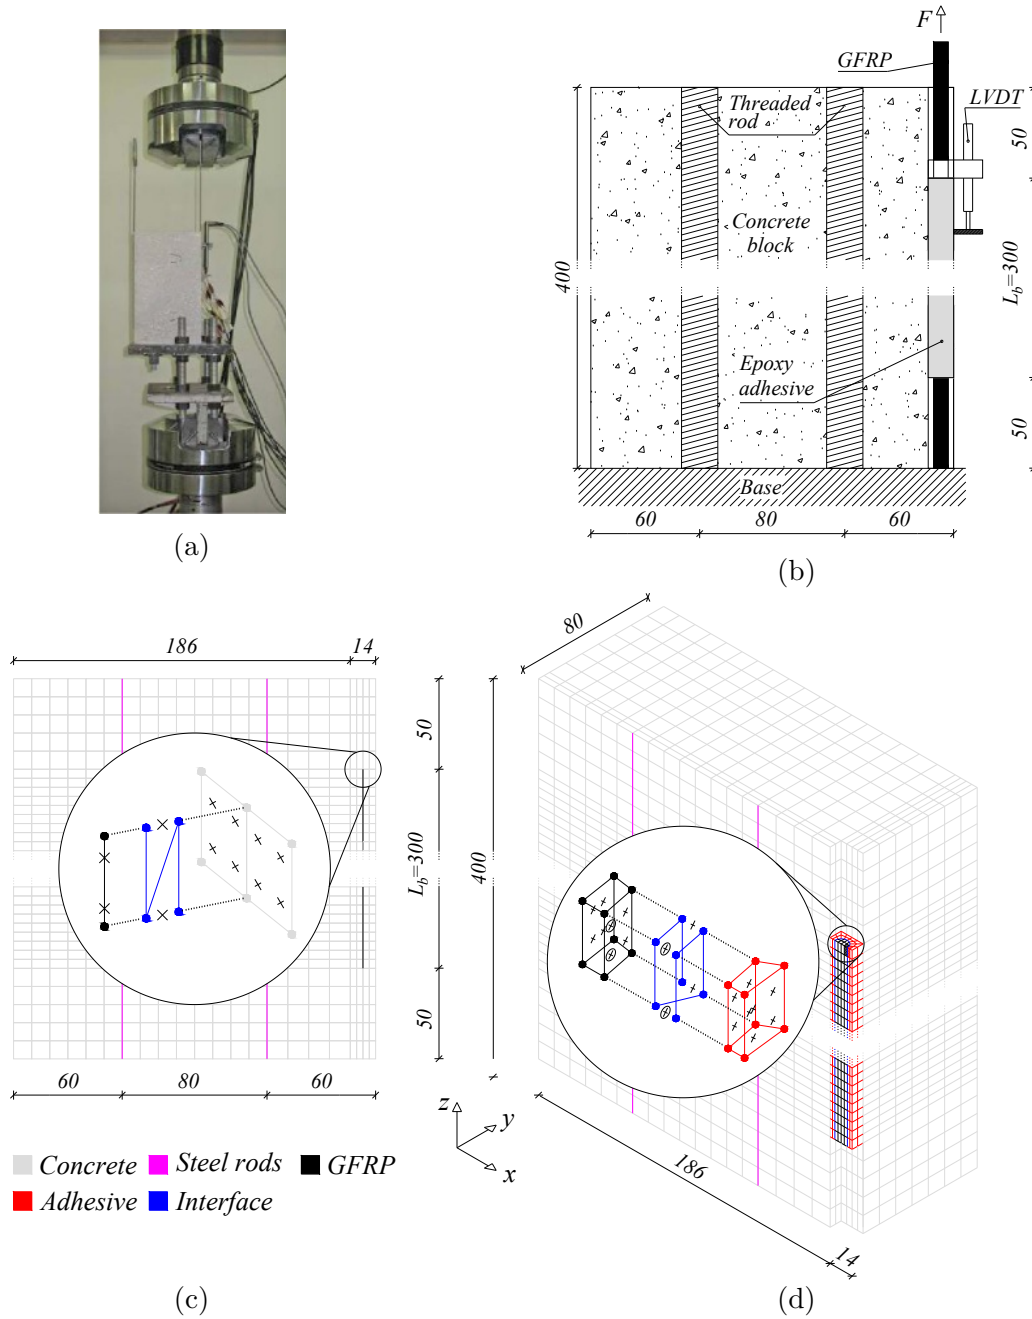 (a)
F
GFRP
LVDT
Threaded
rod
50
Concrete
block
400
L_b=300
Epoxy
adhesive
50
Base
60
80
60
(b)
186
14
50
L_b=300
400
50
60
80
60
z
y
x
Concrete
Steel rods
GFRP
Adhesive
Interface
(c)
80
186
14
(d)